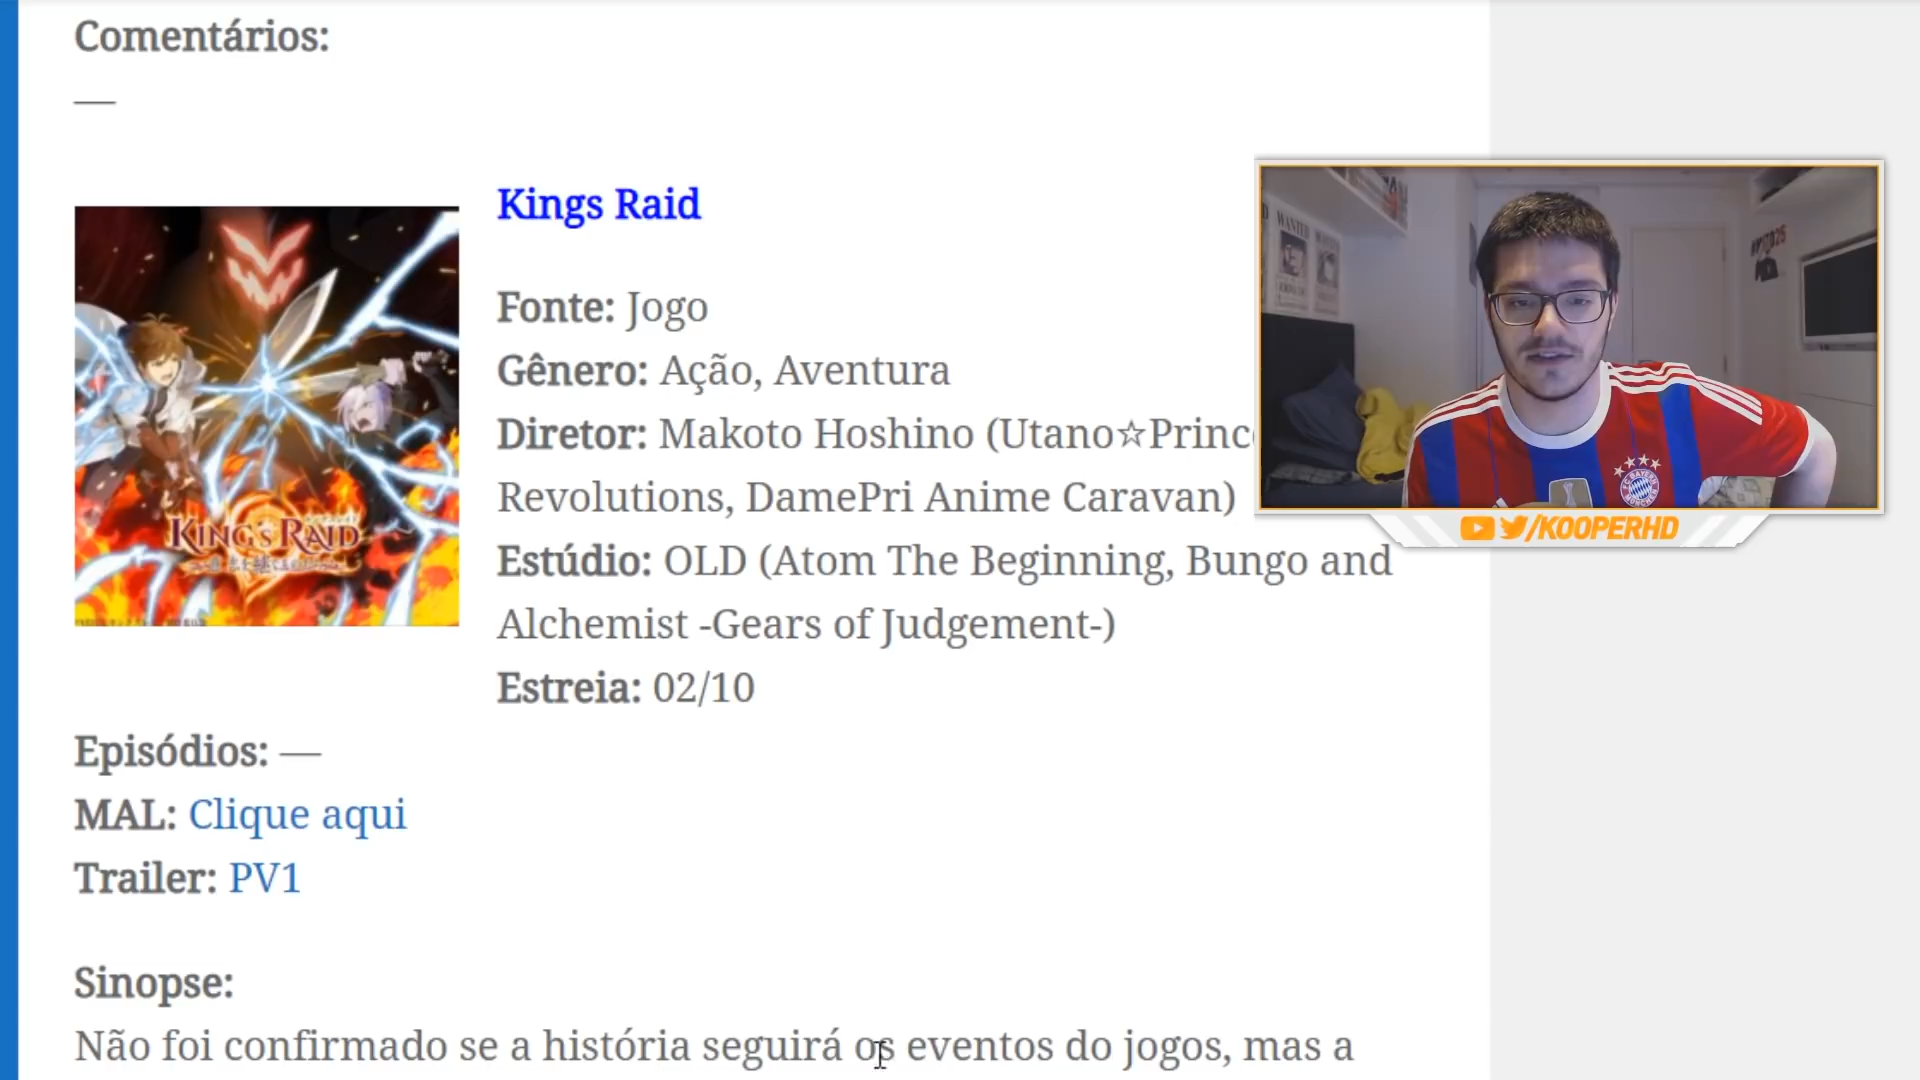 Comentários:
—
Kings Raid
Fonte: Jogo
Gênero: Ação, Aventura
Diretor: Makoto Hoshino (Utano☆Princ
Revolutions, DamePri Anime Caravan)
Estúdio: OLD (Atom The Beginning, Bungo and
Alchemist -Gears of Judgement-)
Estreia: 02/10
Episódios: —
MAL: Clique aqui
Trailer: PV1
Sinopse:
Não foi confirmado se a história seguirá os eventos do jogos, mas a
KING'S RAID
WANTED
/KOOPERHD